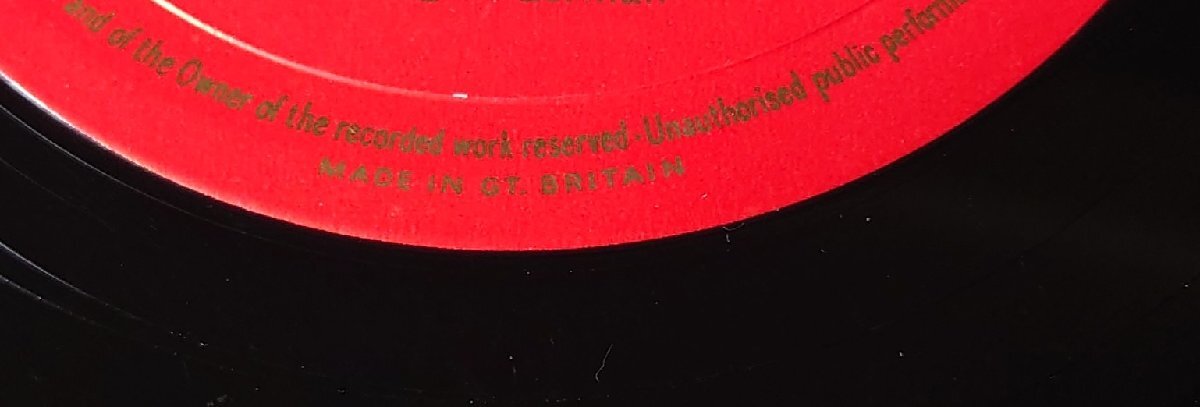 and of the Owner of the recorded work reserved · Unauthorised public
MADE IN GT. BRITAIN